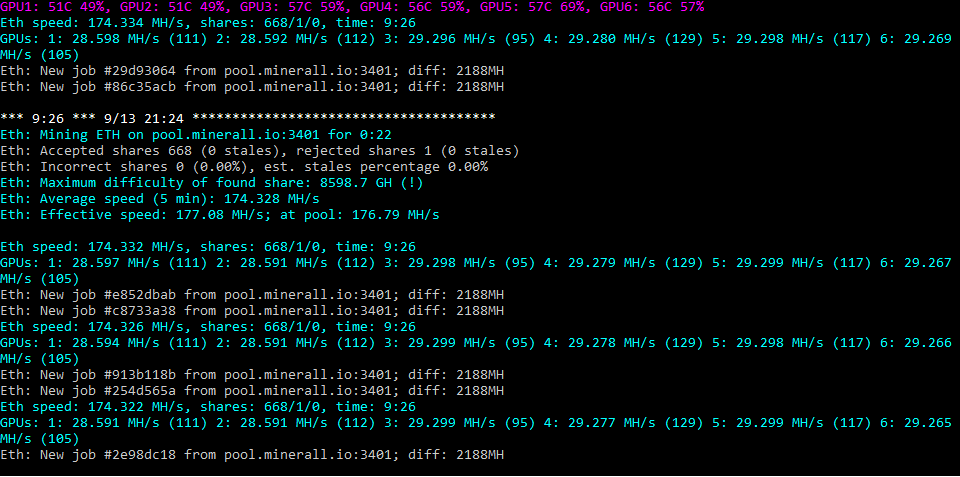 GPU1: 51C 49%, GPU2: 51C 49%, GPU3: 57C 59%, GPU4: 56C 59%, GPU5: 57C 69%, GPU6: 56C 57%
Eth speed: 174.334 MH/s, shares: 668/1/0, time: 9:26
GPUs: 1: 28.598 MH/s (111) 2: 28.592 MH/s (112) 3: 29.296 MH/s (95) 4: 29.280 MH/s (129) 5: 29.298 MH/s (117) 6: 29.269
MH/s (105)
Eth: New job #29d93064 from pool.minerall.io:3401; diff: 2188MH
Eth: New job #86c35acb from pool.minerall.io:3401; diff: 2188MH
*** 9:26 *** 9/13 21:24 **************************************
Eth: Mining ETH on pool.minerall.io:3401 for 0:22
Eth: Accepted shares 668 (0 stales), rejected shares 1 (0 stales)
Eth: Incorrect shares 0 (0.00%), est. stales percentage 0.00%
Eth: Maximum difficulty of found share: 8598.7 GH (!)
Eth: Average speed (5 min): 174.328 MH/s
Eth: Effective speed: 177.08 MH/s; at pool: 176.79 MH/s
Eth speed: 174.332 MH/s, shares: 668/1/0, time: 9:26
GPUs: 1: 28.597 MH/s (111) 2: 28.591 MH/s (112) 3: 29.298 MH/s (95) 4: 29.279 MH/s (129) 5: 29.299 MH/s (117) 6: 29.267
MH/s (105)
Eth: New job #e852dbab from pool.minerall.io:3401; diff: 2188MH
Eth: New job #c8733a38 from pool.minerall.io:3401; diff: 2188MH
Eth speed: 174.326 MH/s, shares: 668/1/0, time: 9:26
GPUs: 1: 28.594 MH/s (111) 2: 28.591 MH/s (112) 3: 29.299 MH/s (95) 4: 29.278 MH/s (129) 5: 29.298 MH/s (117) 6: 29.266
MH/s (105)
Eth: New job #913b118b from pool.minerall.io:3401; diff: 2188MH
Eth: New job #254d565a from pool.minerall.io:3401; diff: 2188MH
Eth speed: 174.322 MH/s, shares: 668/1/0, time: 9:26
GPUs: 1: 28.591 MH/s (111) 2: 28.591 MH/s (112) 3: 29.299 MH/s (95) 4: 29.277 MH/s (129) 5: 29.299 MH/s (117) 6: 29.265
MH/s (105)
Eth: New job #2e98dc18 from pool.minerall.io:3401; diff: 2188MH